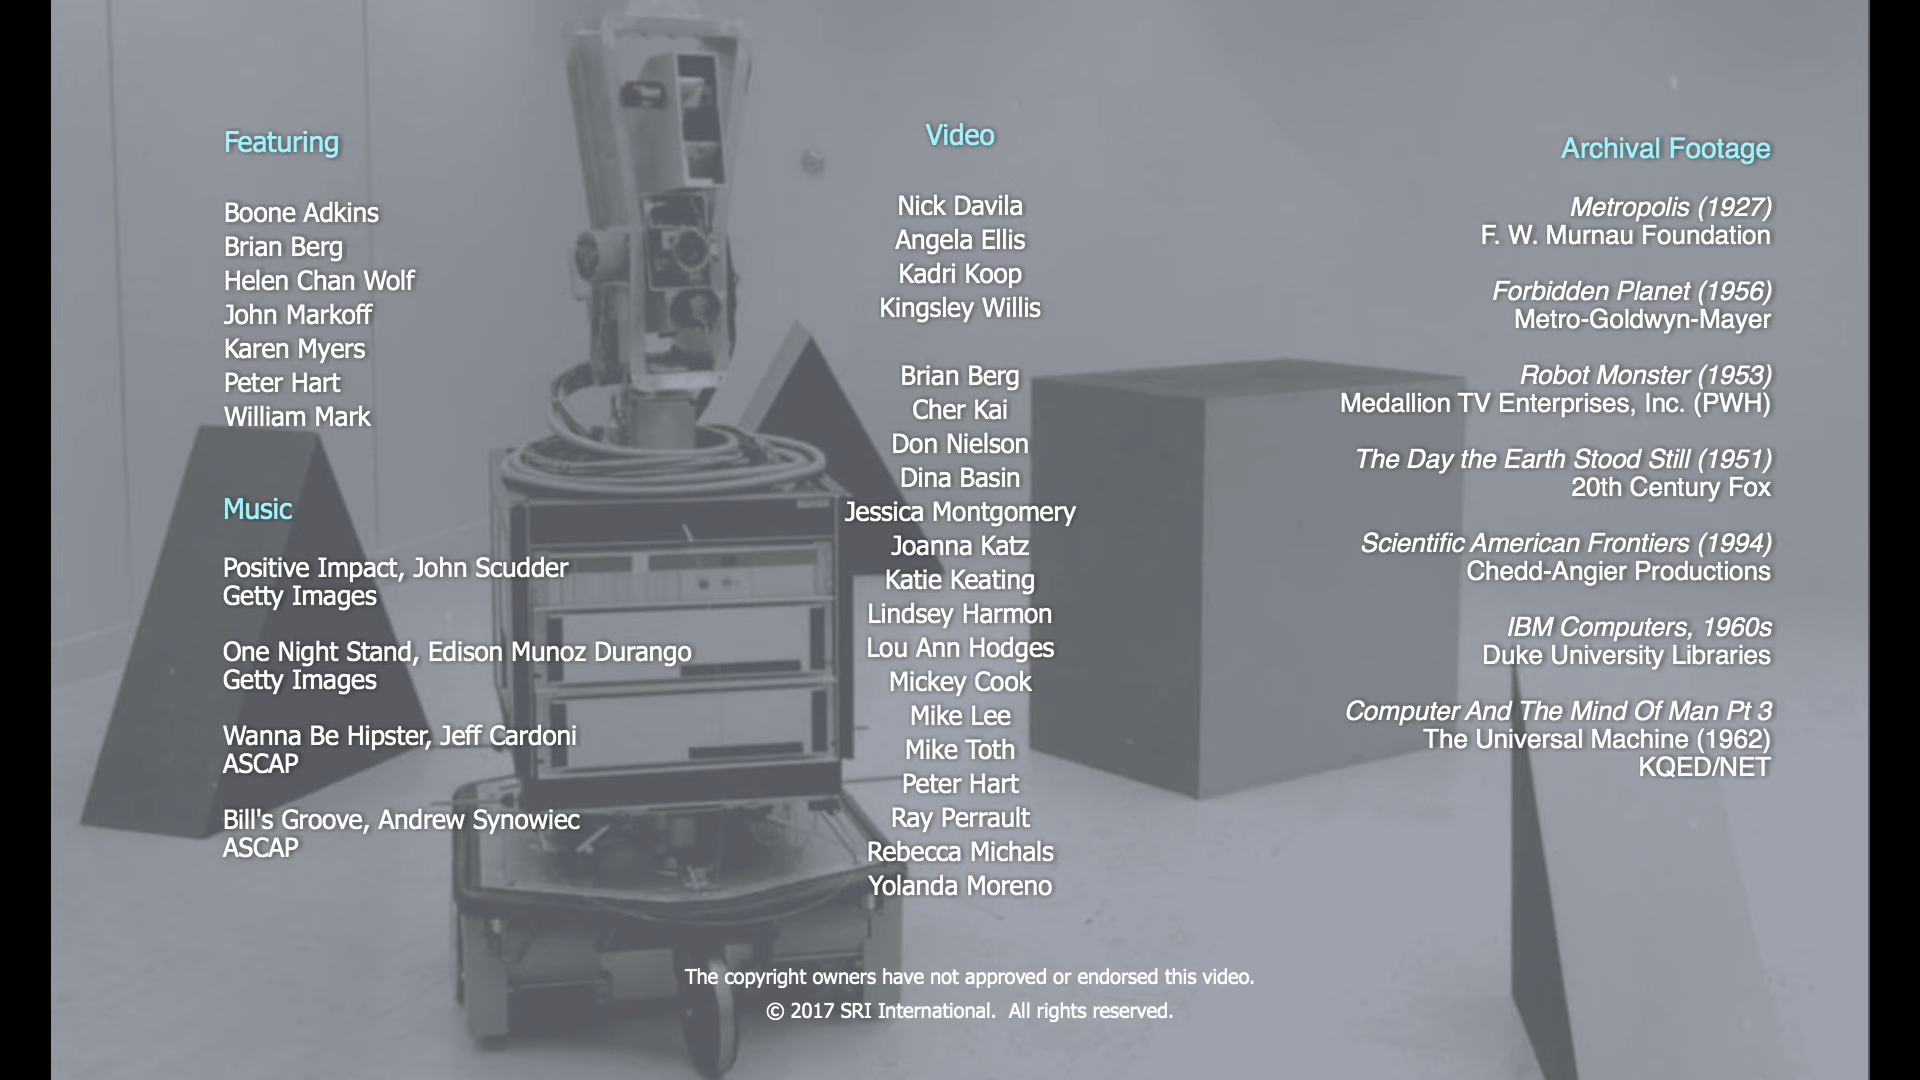 Featuring
Boone Adkins
Brian Berg
Helen Chan Wolf
John Markoff
Karen Myers
Peter Hart
William Mark
Music
Positive Impact, John Scudder
Getty Images
One Night Stand, Edison Munoz Durango
Getty Images
Wanna Be Hipster, Jeff Cardoni
ASCAP
Bill's Groove, Andrew Synowiec
ASCAP
Video
Nick Davila
Angela Ellis
Kadri Koop
Kingsley Willis
Brian Berg
Cher Kai
Don Nielson
Dina Basin
Jessica Montgomery
Joanna Katz
Katie Keating
Lindsey Harmon
Lou Ann Hodges
Mickey Cook
Mike Lee
Mike Toth
Peter Hart
Ray Perrault
Rebecca Michals
Yolanda Moreno
Archival Footage
Metropolis (1927)
F. W. Murnau Foundation
Forbidden Planet (1956)
Metro-Goldwyn-Mayer
Robot Monster (1953)
Medallion TV Enterprises, Inc. (PWH)
The Day the Earth Stood Still (1951)
20th Century Fox
Scientific American Frontiers (1994)
Chedd-Angier Productions
IBM Computers, 1960s
Duke University Libraries
Computer And The Mind Of Man Pt 3
The Universal Machine (1962)
KQED/NET
The copyright owners have not approved or endorsed this video.
© 2017 SRI International.  All rights reserved.